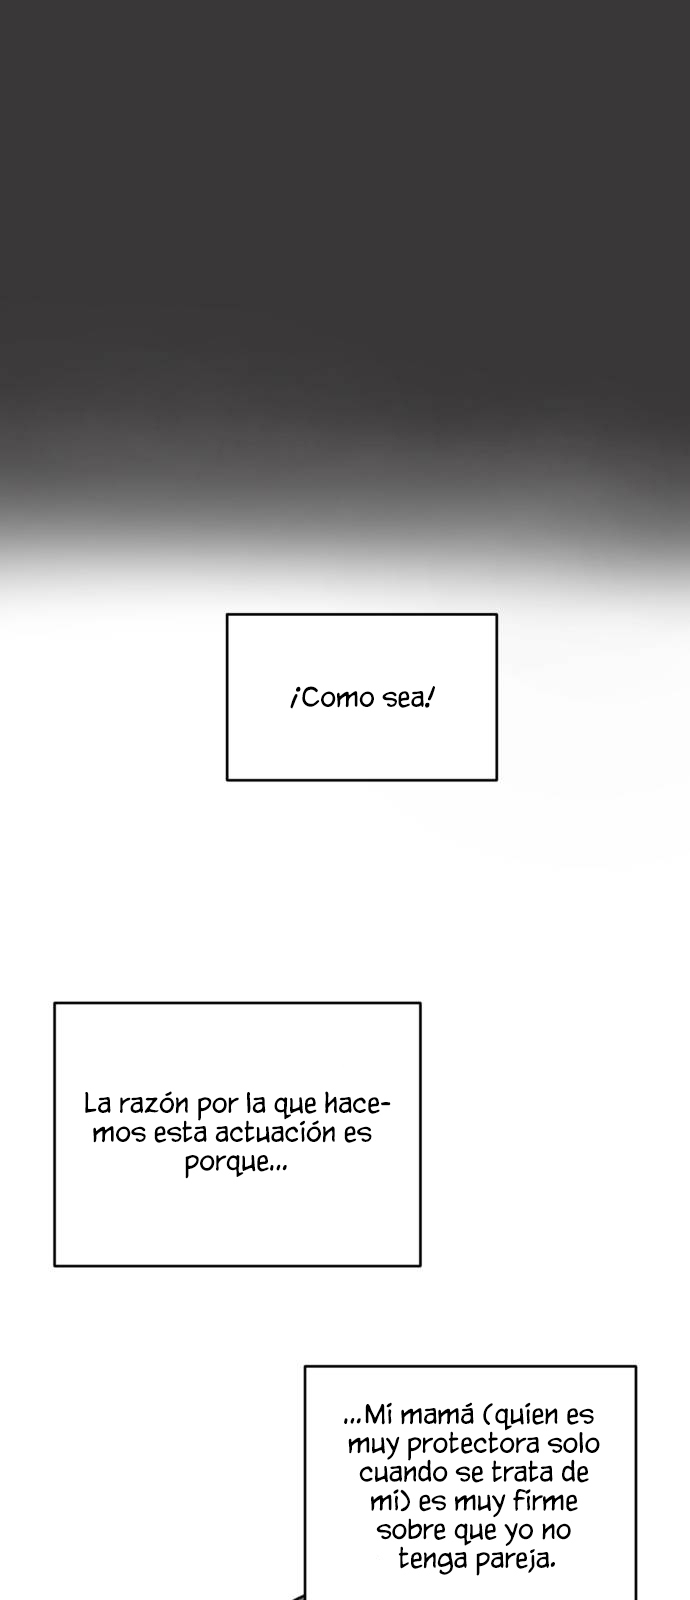 ¡Como sea!
La razón por la que hace-
mos esta actuación es
porque...
...Mi mamá (quien es
muy protectora solo
cuando se trata de
mí) es muy firme
sobre que yo no
tenga pareja.